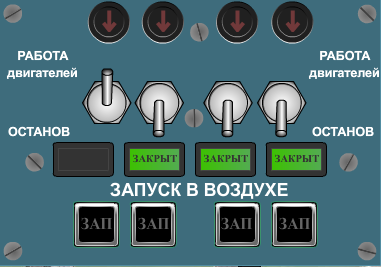 РАБОТА РАБОТА
двигателей двигателей
ОСТАНОВ ОСТАНОВ
ЗАКРЫТ ЗАКРЫТ ЗАКРЫТ
ЗАПУСК В ВОЗДУХЕ
ЗАП ЗАП ЗАП ЗАП